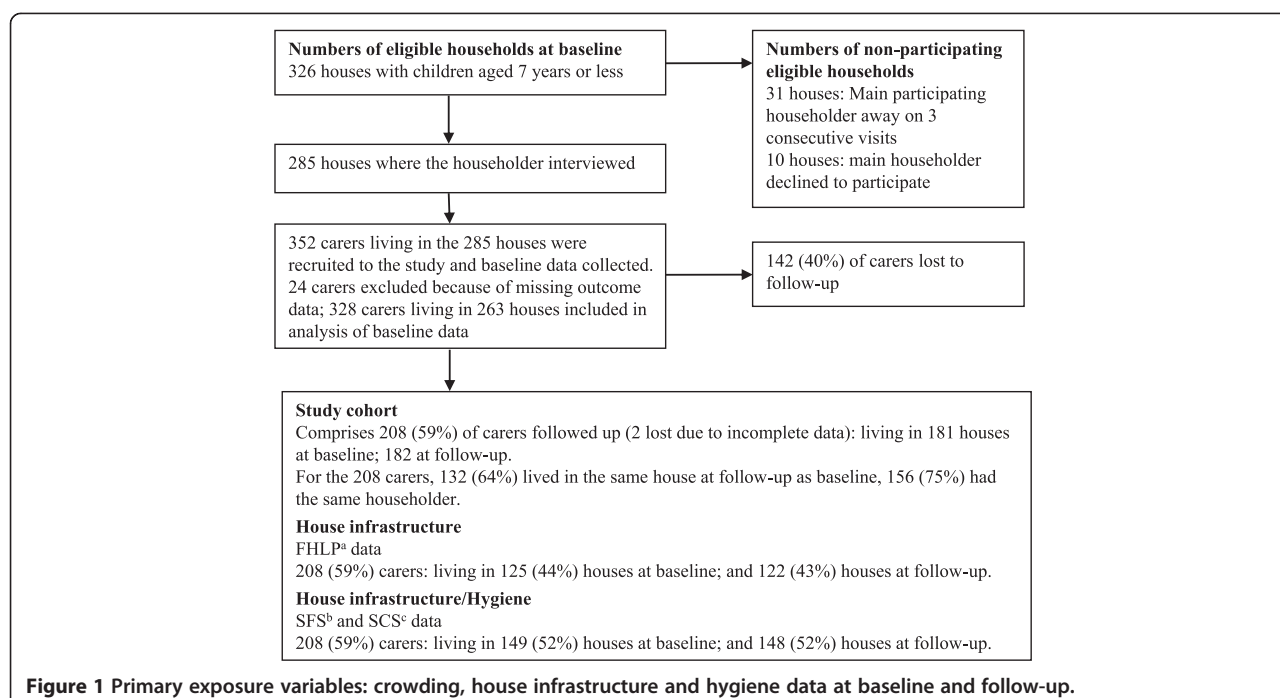 Numbers of eligible households at baseline
326 houses with children aged 7 years or less
Numbers of non-participating
eligible households
31 houses: Main participating
householder away on 3
consecutive visits
10 houses: main householder
declined to participate
285 houses where the householder interviewed
352 carers living in the 285 houses were
recruited to the study and baseline data collected.
24 carers excluded because of missing outcome
data; 328 carers living in 263 houses included in
analysis of baseline data
142 (40%) of carers lost to
follow-up
Study cohort
Comprises 208 (59%) of carers followed up (2 lost due to incomplete data): living in 181 houses
at baseline; 182 at follow-up.
For the 208 carers, 132 (64%) lived in the same house at follow-up as baseline, 156 (75%) had
the same householder.
House infrastructure
FHLPᵃ data
208 (59%) carers: living in 125 (44%) houses at baseline; and 122 (43%) houses at follow-up.
House infrastructure/Hygiene
SFSᵇ and SCSᶜ data
208 (59%) carers: living in 149 (52%) houses at baseline; and 148 (52%) houses at follow-up.
Figure 1 Primary exposure variables: crowding, house infrastructure and hygiene data at baseline and follow-up.